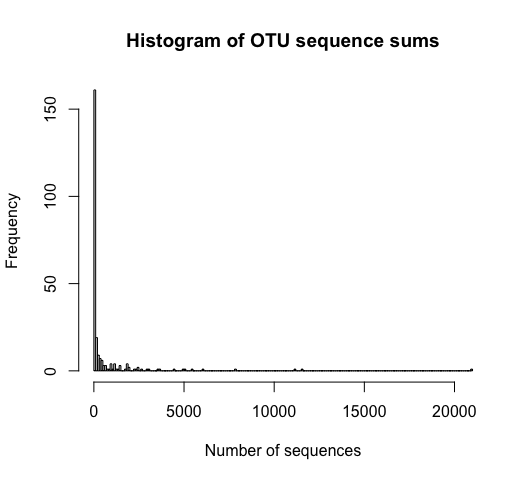 Histogram of OTU sequence sums
Frequency
150
100
50
0
0 5000 10000 15000 20000
Number of sequences